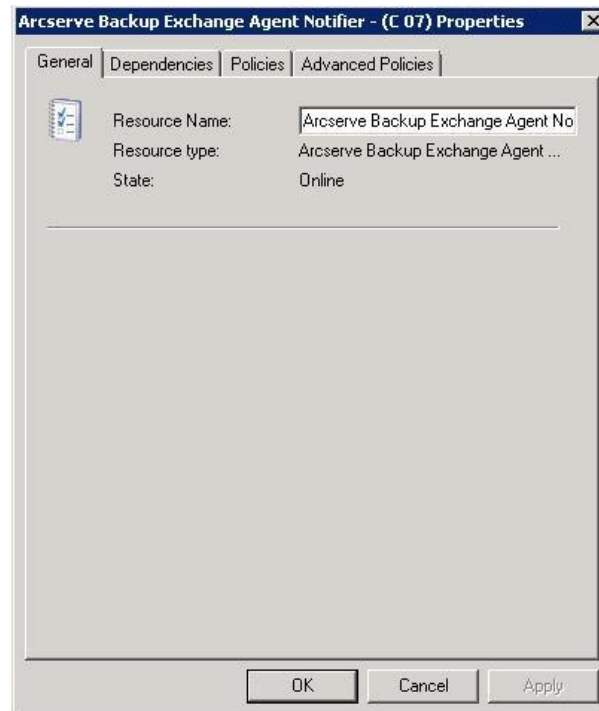 Arcserve Backup Exchange Agent Notifier - (C 07) Properties
General Dependencies Policies Advanced Policies
Resource Name: Arcserve Backup Exchange Agent No
Resource type: Arcserve Backup Exchange Agent ...
State: Online
OK Cancel Apply